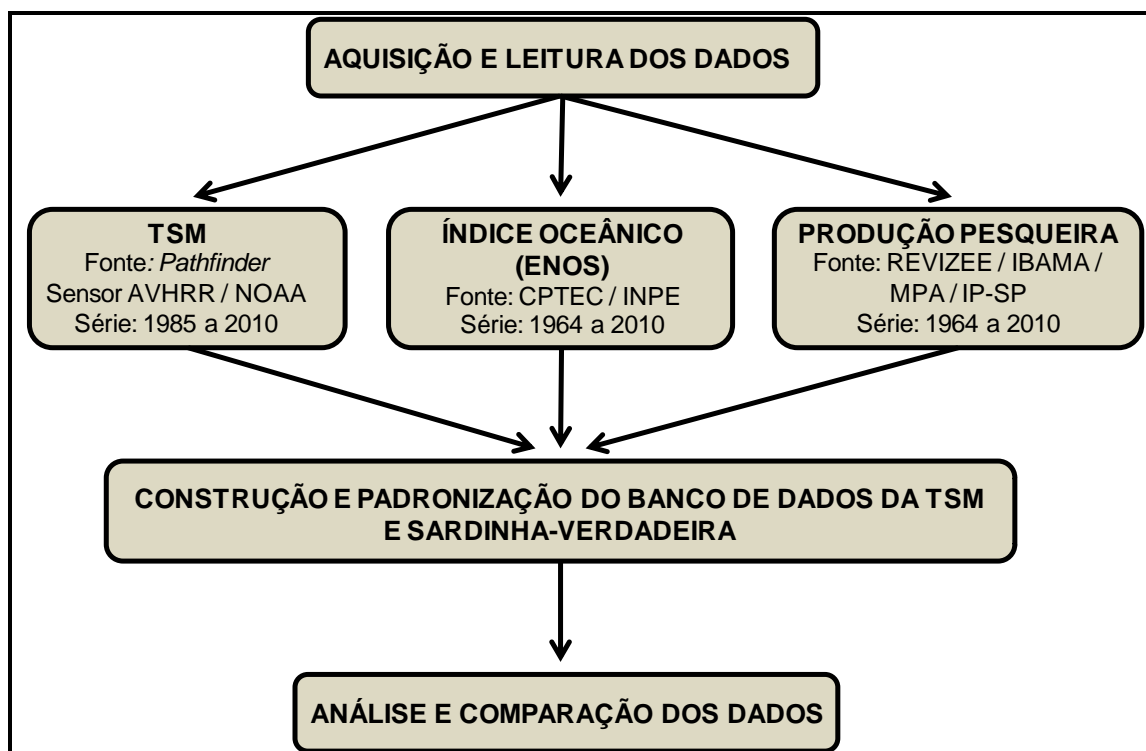 AQUISIÇÃO E LEITURA DOS DADOS
TSM
Fonte: Pathfinder
Sensor AVHRR / NOAA
Série: 1985 a 2010
ÍNDICE OCEÂNICO
(ENOS)
Fonte: CPTEC / INPE
Série: 1964 a 2010
PRODUÇÃO PESQUEIRA
Fonte: REVIZEE / IBAMA /
MPA / IP-SP
Série: 1964 a 2010
CONSTRUÇÃO E PADRONIZAÇÃO DO BANCO DE DADOS DA TSM
E SARDINHA-VERDADEIRA
ANÁLISE E COMPARAÇÃO DOS DADOS